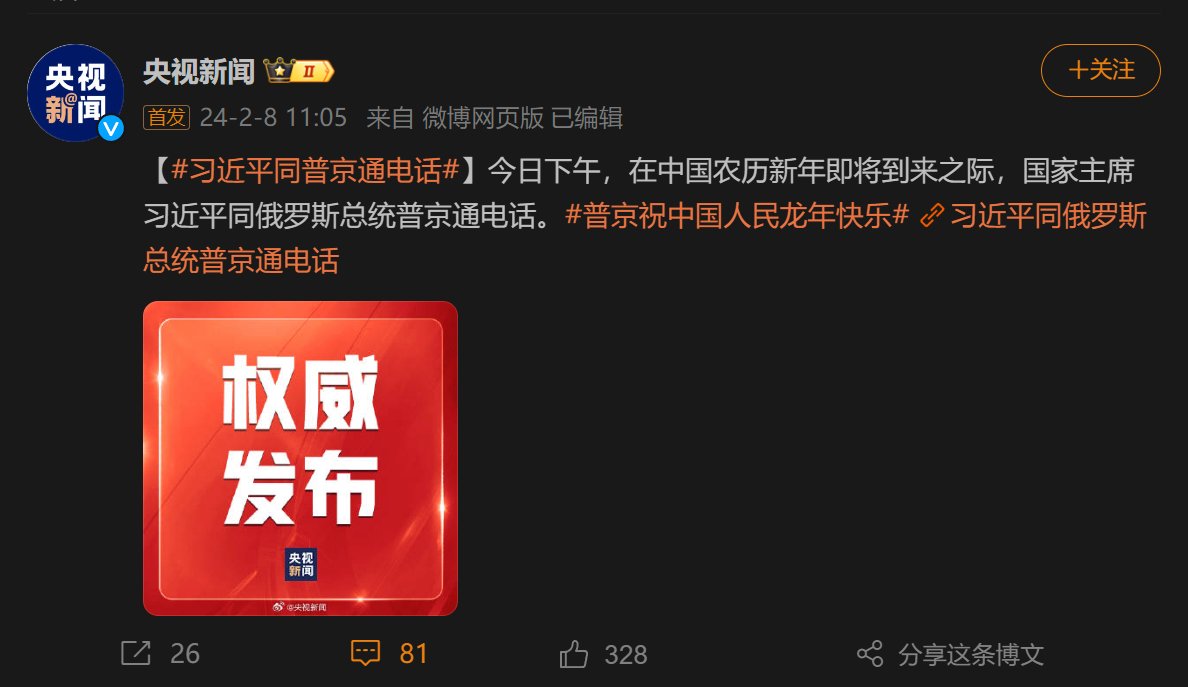 央视新闻 II
央视
新@闻
V
+关注
首发 24-2-8 11:05 来自 微博网页版 已编辑
【#习近平同普京通电话#】今日下午，在中国农历新年即将到来之际，国家主席
习近平同俄罗斯总统普京通电话。#普京祝中国人民龙年快乐# 习近平同俄罗斯
总统普京通电话
权威
发布
央视
新闻
@央视新闻
26 81 328 分享这条博文